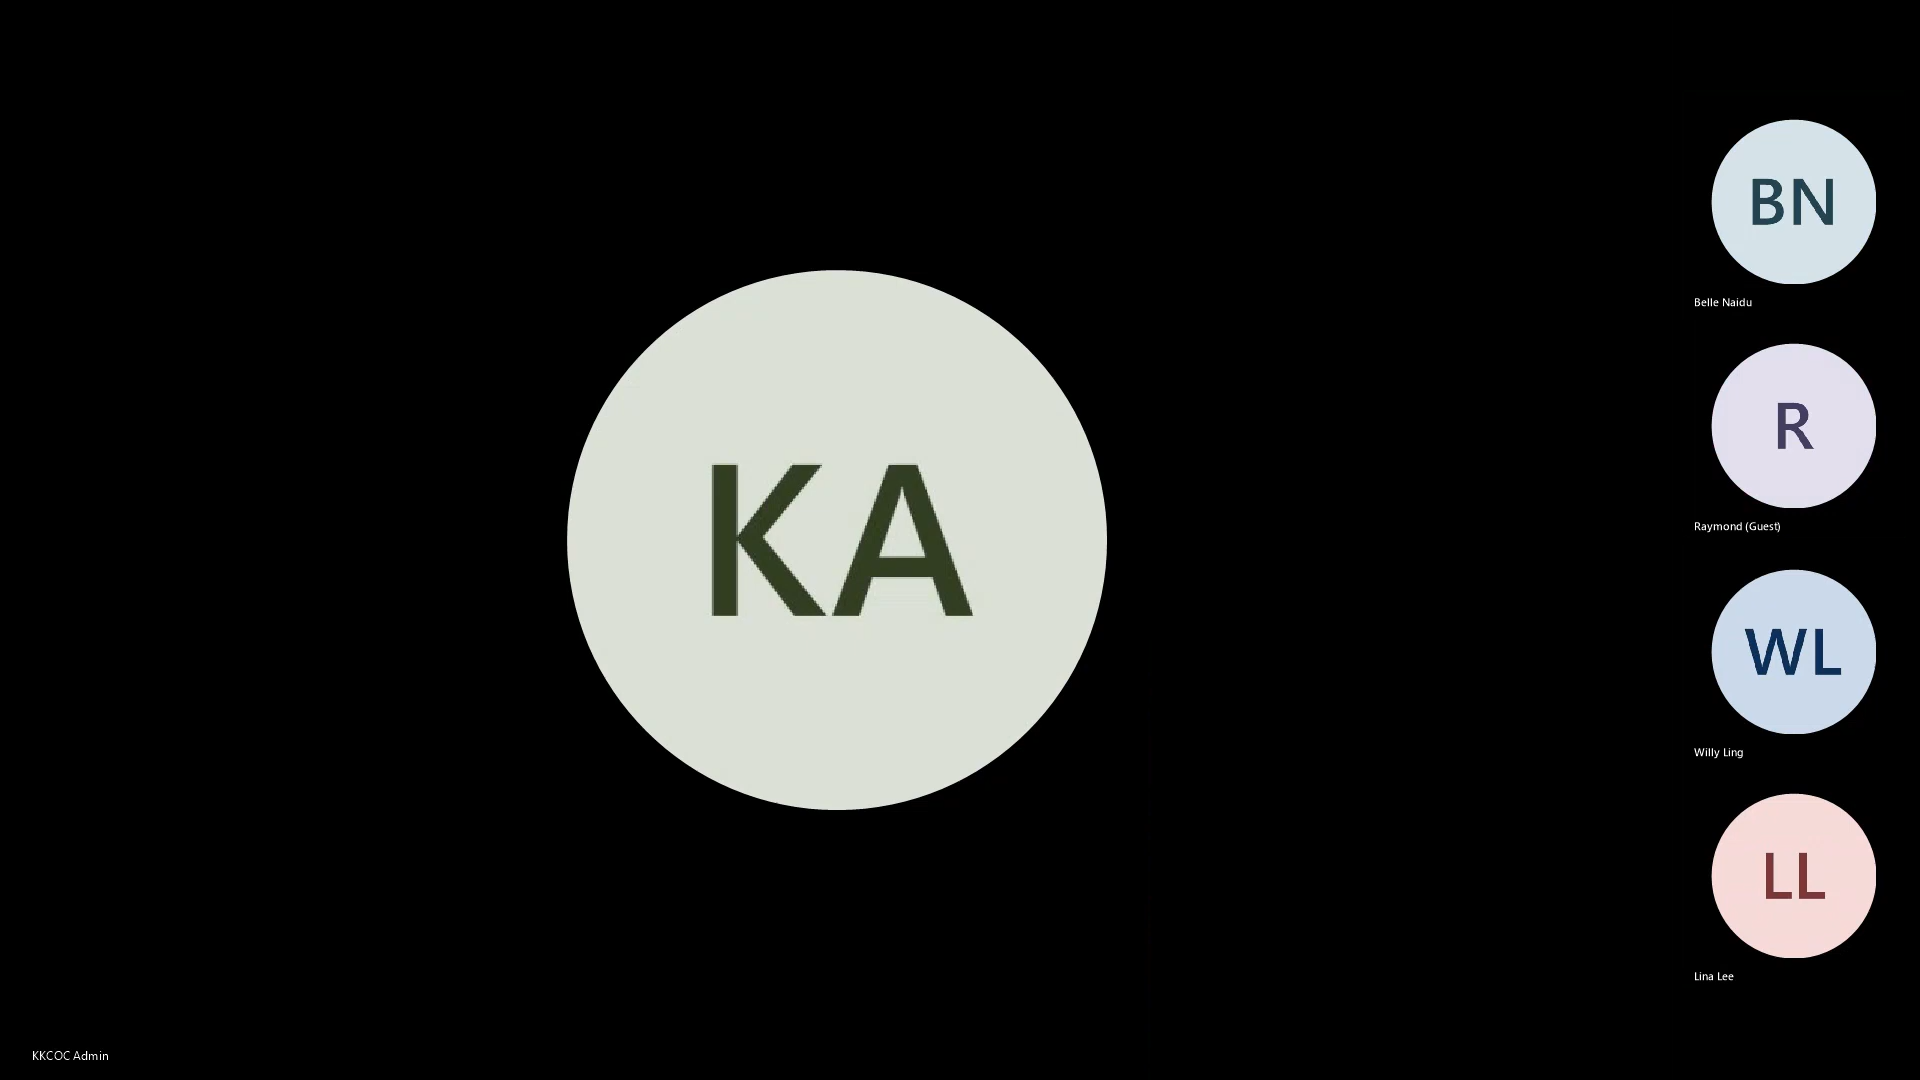 KA
KKCOC Admin
BN
Belle Naidu
R
Raymond (Guest)
WL
Willy Ling
LL
Lina Lee